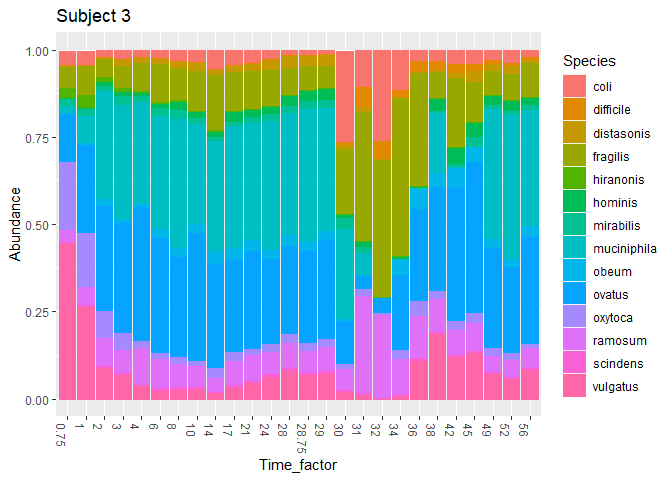 Subject 3
Abundance
1.00
0.75
0.50
0.25
0.00
0.75 1 2 3 4 6 8 10 14 17 21 24 28 28.75 29 30 31 32 34 36 38 42 45 49 52 56
Time_factor
Species
coli
difficile
distasonis
fragilis
hiranonis
hominis
mirabilis
muciniphila
obeum
ovatus
oxytoca
ramosum
scindens
vulgatus